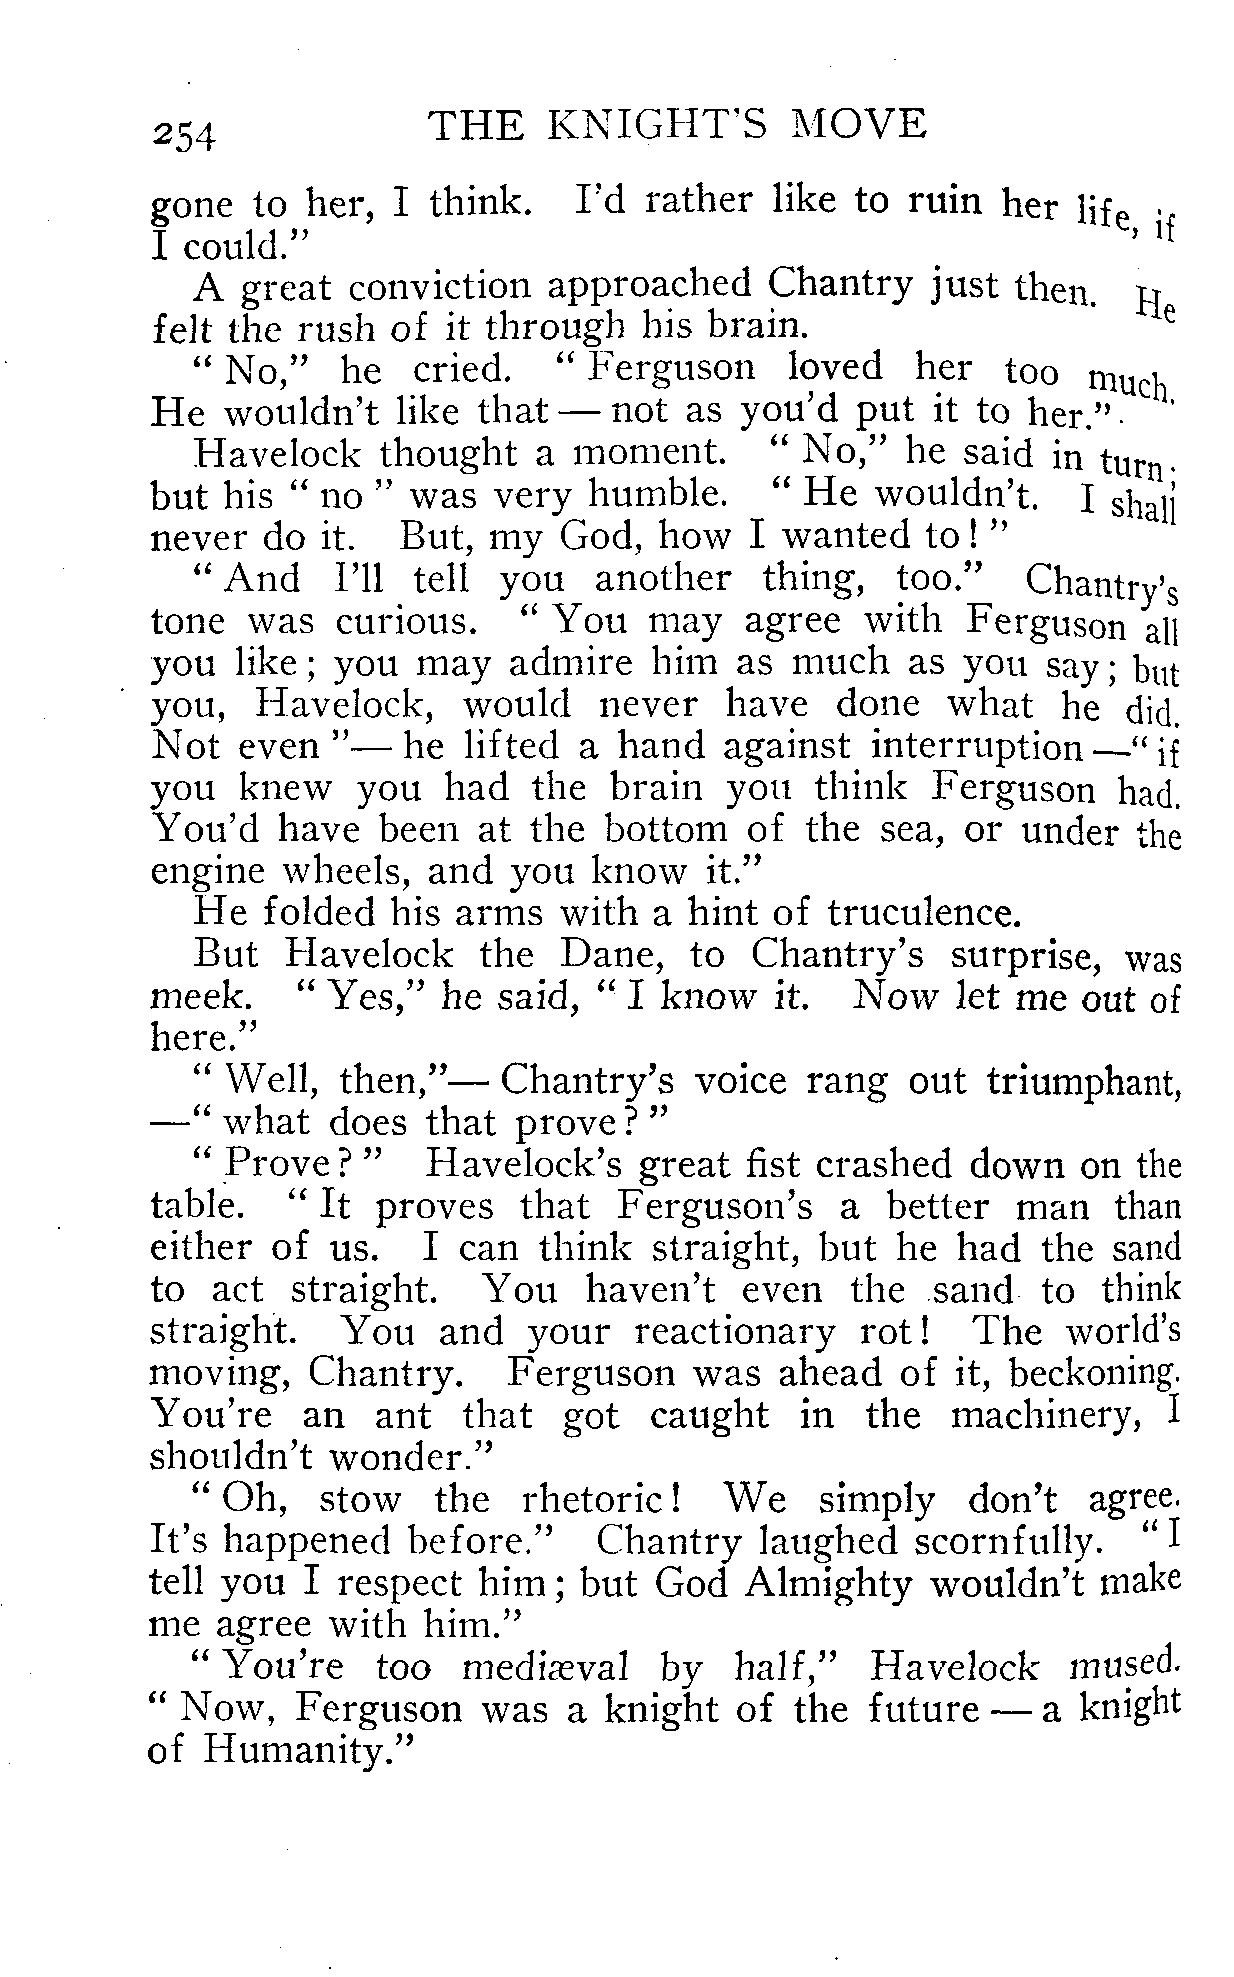 254 THE KNIGHT'S MOVE
gone to her, I think. I'd rather like to ruin her life, if
I could."
A great conviction approached Chantry just then. He
felt the rush of it through his brain.
" No," he cried. " Ferguson loved her too much.
He wouldn't like that — not as you'd put it to her."
Havelock thought a moment. " No," he said in turn;
but his " no " was very humble. " He wouldn't. I shall
never do it. But, my God, how I wanted to! "
" And I'll tell you another thing, too." Chantry's
tone was curious. " You may agree with Ferguson all
you like; you may admire him as much as you say; but
you, Havelock, would never have done what he did.
Not even "— he lifted a hand against interruption —" if
you knew you had the brain you think Ferguson had.
You'd have been at the bottom of the sea, or under the
engine wheels, and you know it."
He folded his arms with a hint of truculence.
But Havelock the Dane, to Chantry's surprise, was
meek. " Yes," he said, " I know it. Now let me out of
here."
" Well, then,"— Chantry's voice rang out triumphant,
—" what does that prove? "
" Prove? " Havelock's great fist crashed down on the
table. " It proves that Ferguson's a better man than
either of us. I can think straight, but he had the sand
to act straight. You haven't even the sand to think
straight. You and your reactionary rot! The world's
moving, Chantry. Ferguson was ahead of it, beckoning.
You're an ant that got caught in the machinery, I
shouldn't wonder."
" Oh, stow the rhetoric! We simply don't agree.
It's happened before." Chantry laughed scornfully. " I
tell you I respect him; but God Almighty wouldn't make
me agree with him."
" You're too mediæval by half," Havelock mused.
" Now, Ferguson was a knight of the future — a knight
of Humanity."